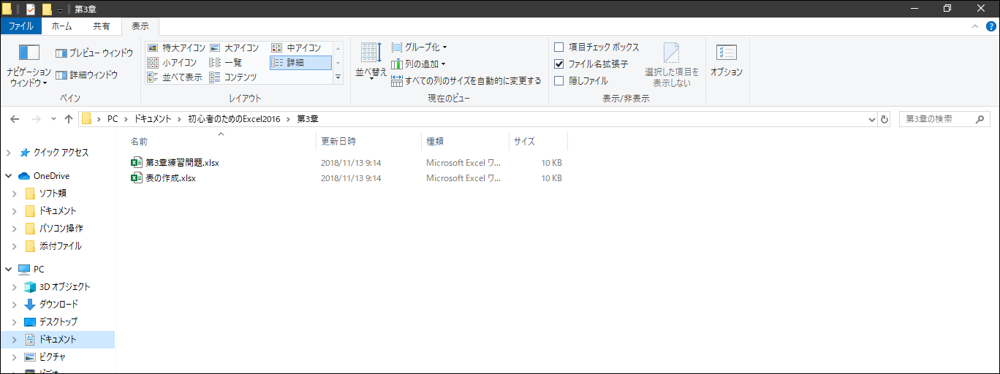 第3章
ファイル ホーム 共有 表示
ナビゲーション ウィンドウ
プレビュー ウィンドウ
詳細ウィンドウ
ペイン
特大アイコン 大アイコン 中アイコン
小アイコン 一覧 詳細
並べて表示 コンテンツ
レイアウト
並べ替え
グループ化
列の追加
すべての列のサイズを自動的に変更する
現在のビュー
項目チェック ボックス
ファイル名拡張子
隠しファイル
選択した項目を
表示しない
表示/非表示
オプション
PC ドキュメント 初心者のためのExcel2016 第3章
第3章の検索
クイック アクセス
OneDrive
ソフト類
ドキュメント
パソコン操作
添付ファイル
PC
3D オブジェクト
ダウンロード
デスクトップ
ドキュメント
ピクチャ
名前 更新日時 種類 サイズ
第3章練習問題.xlsx 2018/11/13 9:14 Microsoft Excel ワ... 10 KB
表の作成.xlsx 2018/11/13 9:14 Microsoft Excel ワ... 10 KB